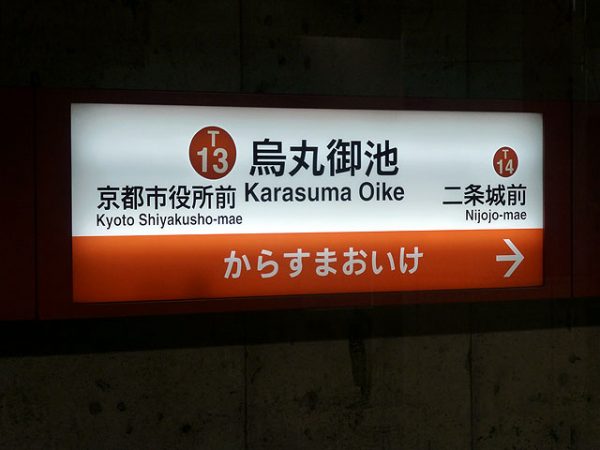 T
13
烏丸御池
Karasuma Oike
京都市役所前
Kyoto Shiyakusho-mae
T
14
二条城前
Nijojo-mae
からすまおいけ
→